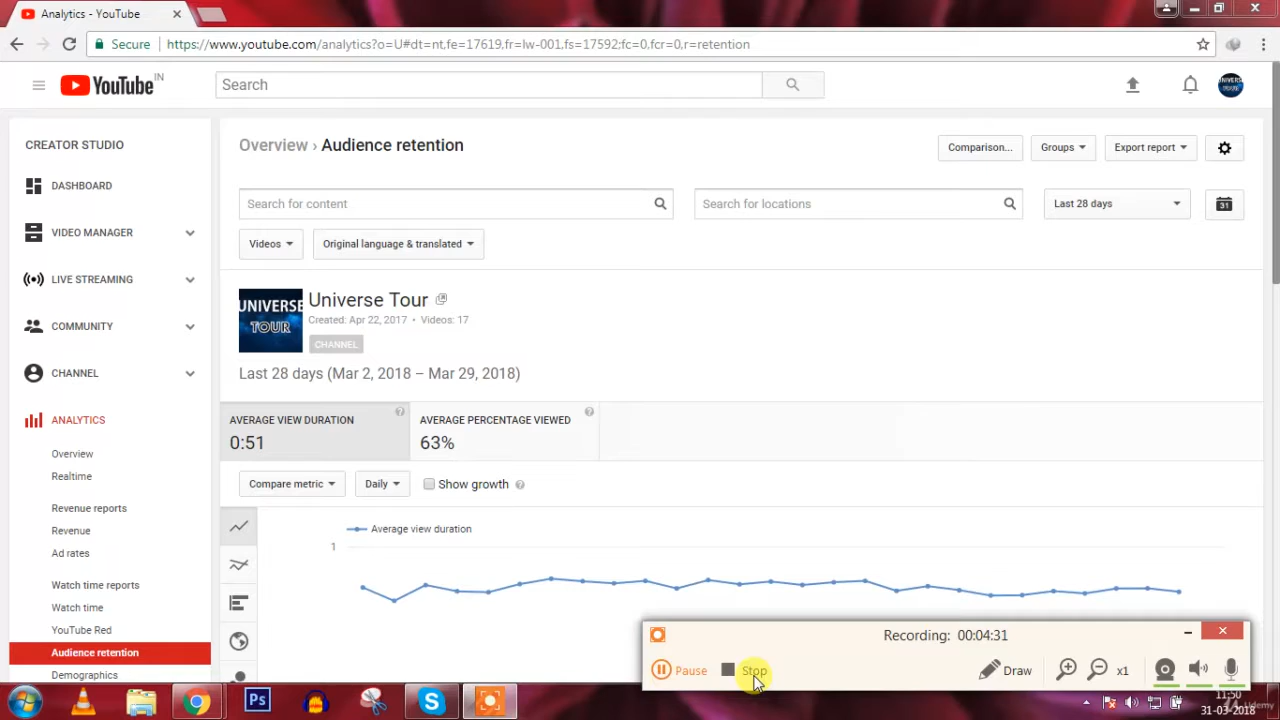 Analytics - YouTube
Secure
https://www.youtube.com/analytics?o=U#dt=nt,fe=17619,fr=lw-001,fs=17592;fc=0,fcr=0,r=retention
YouTube IN
Search
UNIVERSE TOUR
CREATOR STUDIO
DASHBOARD
VIDEO MANAGER
LIVE STREAMING
COMMUNITY
CHANNEL
ANALYTICS
Overview
Realtime
Revenue reports
Revenue
Ad rates
Watch time reports
Watch time
YouTube Red
Audience retention
Demographics
Overview › Audience retention
Comparison...
Groups
Export report
Search for content
Search for locations
Last 28 days
31
Videos
Original language & translated
UNIVERSE
TOUR
Universe Tour
Created: Apr 22, 2017 • Videos: 17
CHANNEL
Last 28 days (Mar 2, 2018 – Mar 29, 2018)
AVERAGE VIEW DURATION
0:51
AVERAGE PERCENTAGE VIEWED
63%
Compare metric
Daily
Show growth
Average view duration
1
Recording: 00:04:31
Pause
Stop
Draw
x1
Ps
11:50
31-03-2018
Udemy